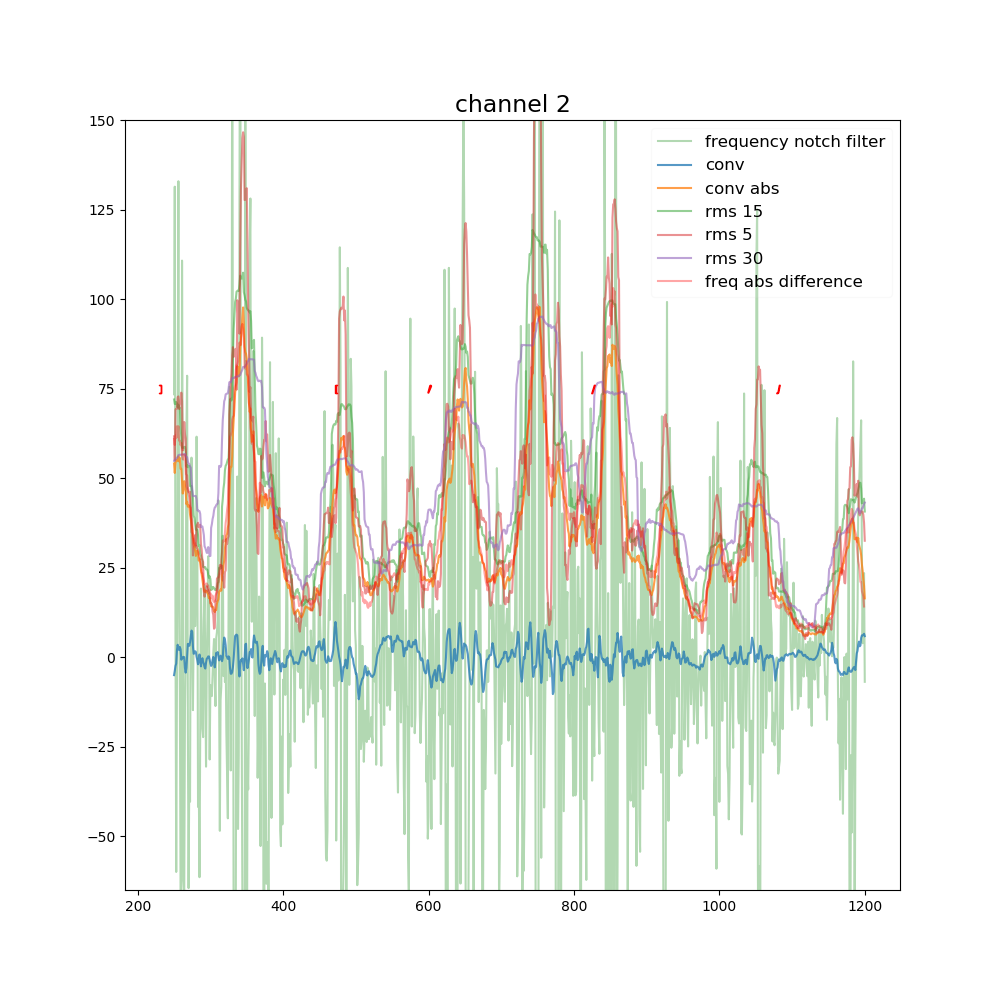 channel 2
150
125
100
75
50
25
0
−25
−50
200
400
600
800
1000
1200
frequency notch filter
conv
conv abs
rms 15
rms 5
rms 30
freq abs difference